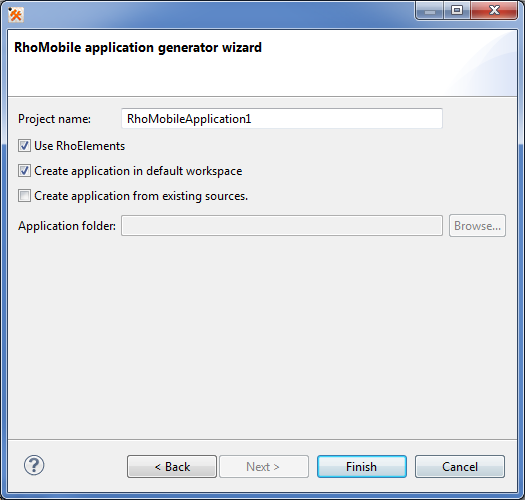 RhoMobile application generator wizard
Project name: RhoMobileApplication1
Use RhoElements
Create application in default workspace
Create application from existing sources.
Application folder: Browse...
? < Back Next > Finish Cancel